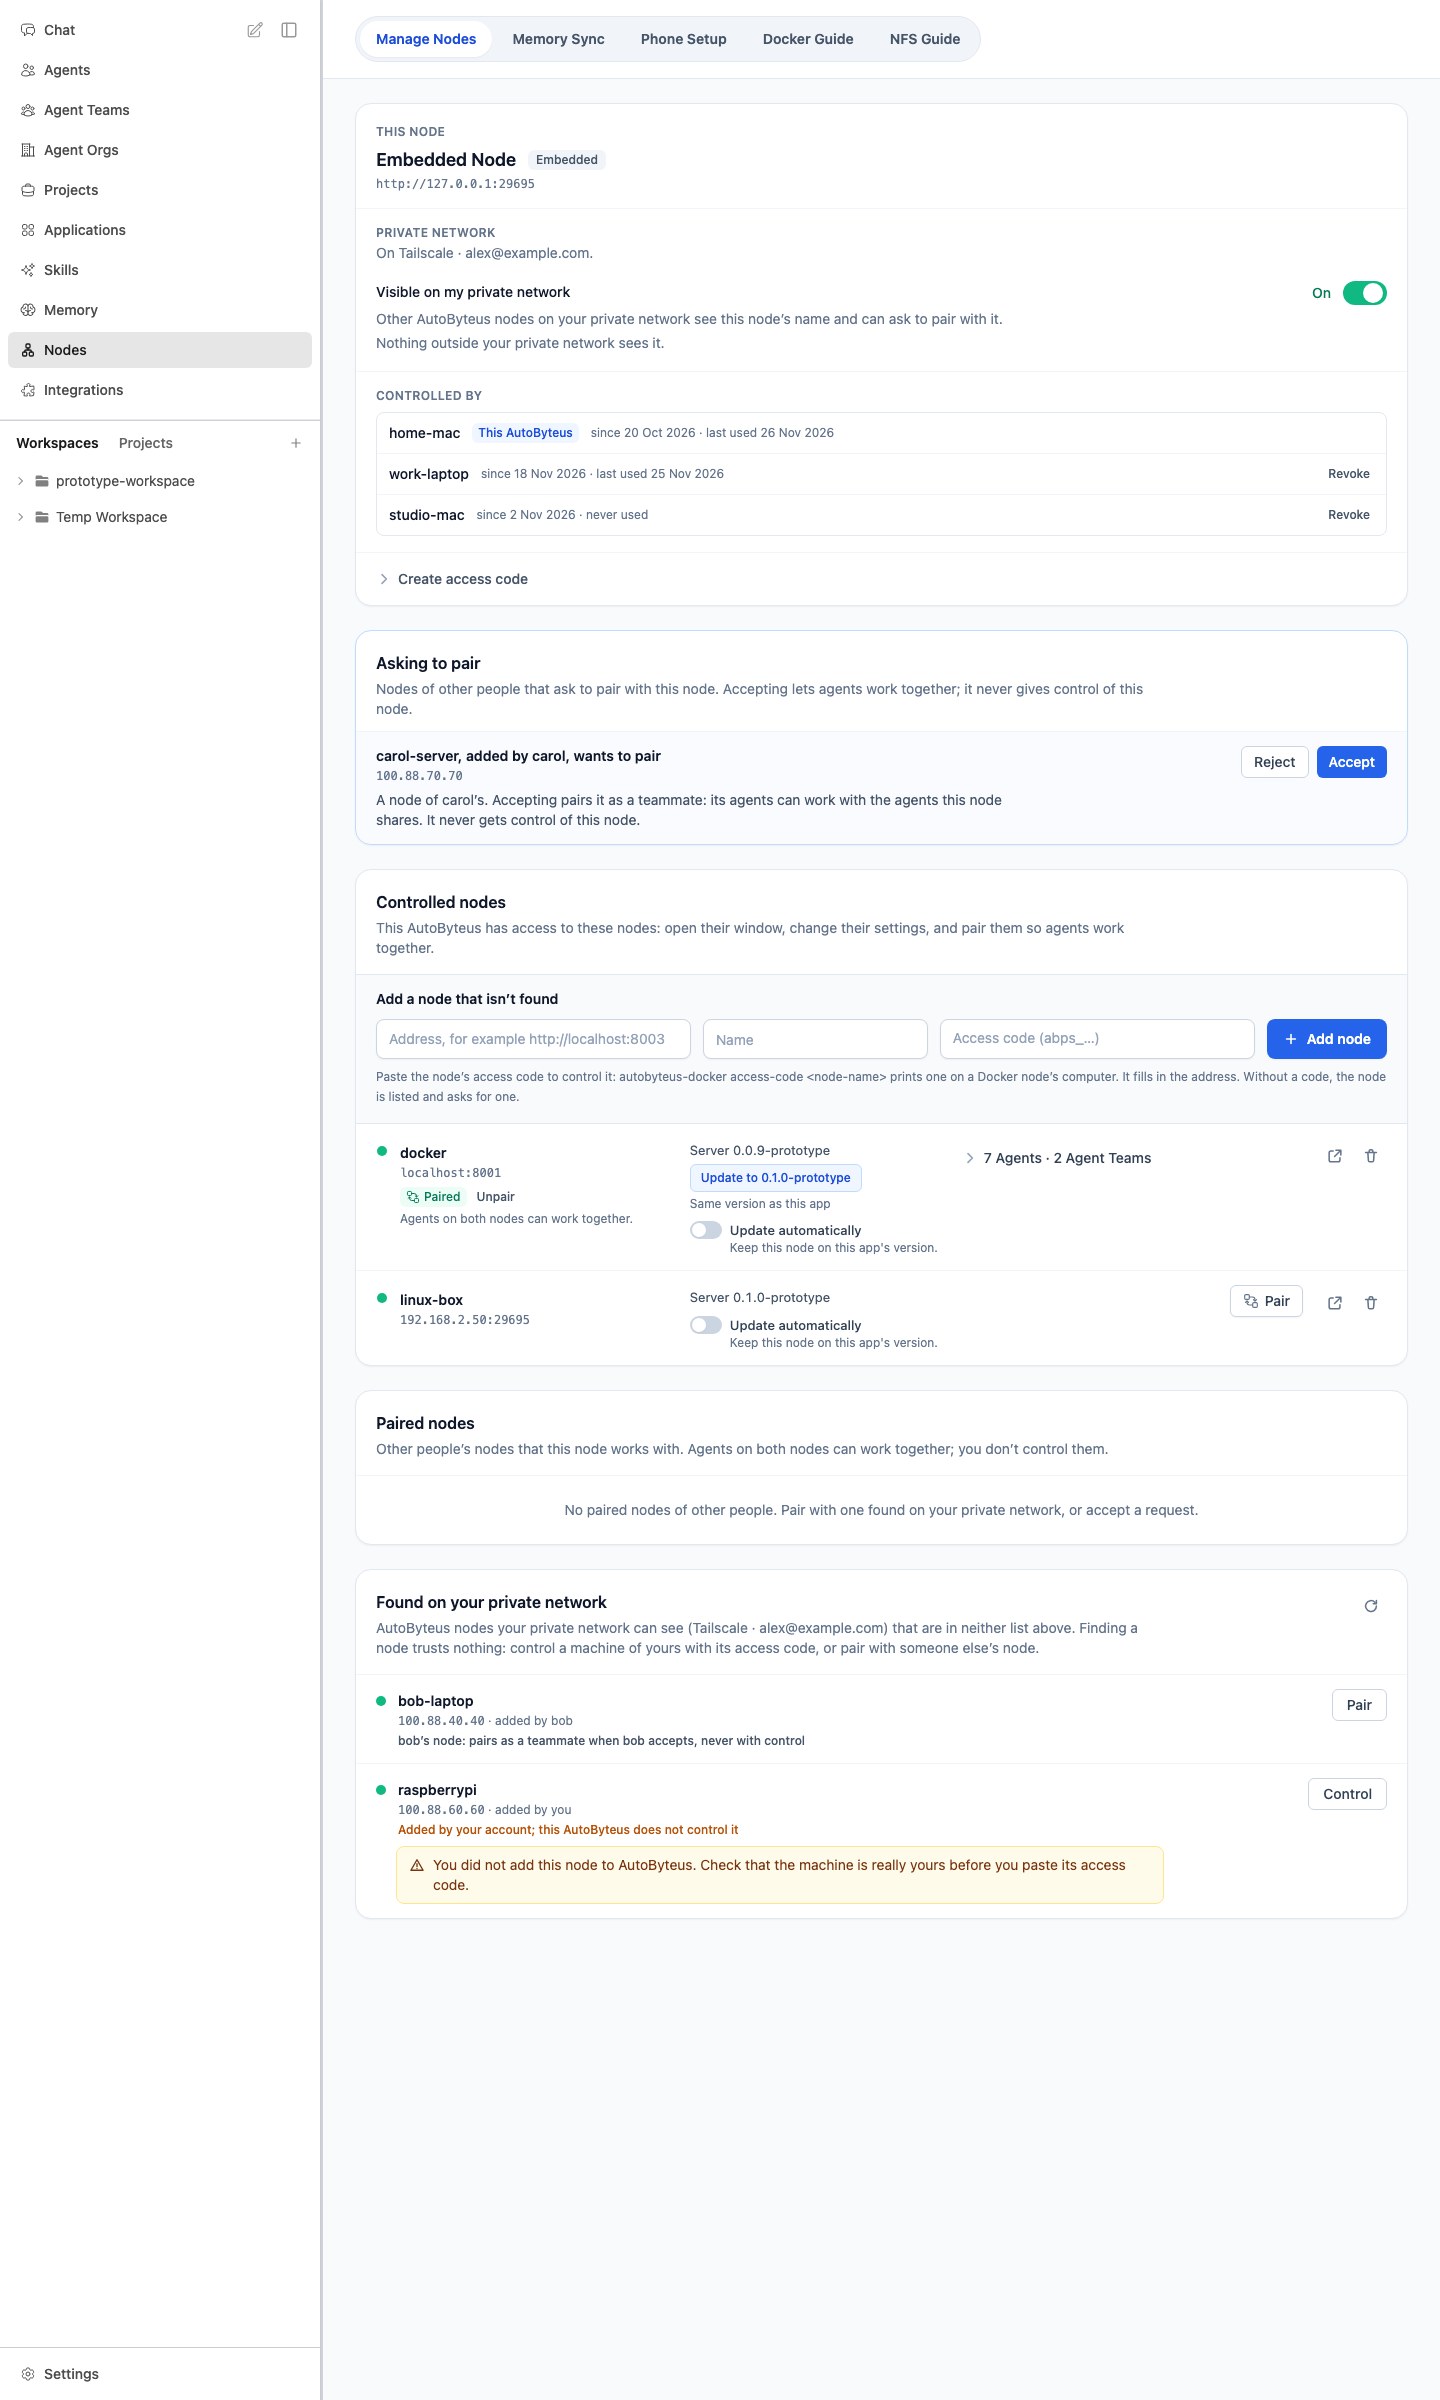 Chat
Agents
Agent Teams
Agent Orgs
Projects
Applications
Skills
Memory
Nodes
Integrations
Workspaces Projects
prototype-workspace
Temp Workspace
Settings
Manage Nodes Memory Sync Phone Setup Docker Guide NFS Guide
THIS NODE
Embedded Node Embedded
http://127.0.0.1:29695
PRIVATE NETWORK
On Tailscale · alex@example.com.
Visible on my private network On
Other AutoByteus nodes on your private network see this node’s name and can ask to pair with it.
Nothing outside your private network sees it.
CONTROLLED BY
home-mac This AutoByteus since 20 Oct 2026 · last used 26 Nov 2026
work-laptop since 18 Nov 2026 · last used 25 Nov 2026 Revoke
studio-mac since 2 Nov 2026 · never used Revoke
Create access code
Asking to pair
Nodes of other people that ask to pair with this node. Accepting lets agents work together; it never gives control of this
node.
carol-server, added by carol, wants to pair Reject Accept
100.88.70.70
A node of carol’s. Accepting pairs it as a teammate: its agents can work with the agents this node
shares. It never gets control of this node.
Controlled nodes
This AutoByteus has access to these nodes: open their window, change their settings, and pair them so agents work
together.
Add a node that isn’t found
Address, for example http://localhost:8003 Name Access code (abps_…) Add node
Paste the node’s access code to control it: autobyteus-docker access-code <node-name> prints one on a Docker node’s computer. It fills in the address. Without a code, the node
is listed and asks for one.
docker
localhost:8001
Paired Unpair
Agents on both nodes can work together.
Server 0.0.9-prototype
Update to 0.1.0-prototype
Same version as this app
Update automatically
Keep this node on this app's version.
7 Agents · 2 Agent Teams
linux-box
192.168.2.50:29695
Server 0.1.0-prototype
Update automatically
Keep this node on this app's version.
Pair
Paired nodes
Other people’s nodes that this node works with. Agents on both nodes can work together; you don’t control them.
No paired nodes of other people. Pair with one found on your private network, or accept a request.
Found on your private network
AutoByteus nodes your private network can see (Tailscale · alex@example.com) that are in neither list above. Finding a
node trusts nothing: control a machine of yours with its access code, or pair with someone else’s node.
bob-laptop Pair
100.88.40.40 · added by bob
bob’s node: pairs as a teammate when bob accepts, never with control
raspberrypi Control
100.88.60.60 · added by you
Added by your account; this AutoByteus does not control it
You did not add this node to AutoByteus. Check that the machine is really yours before you paste its access
code.